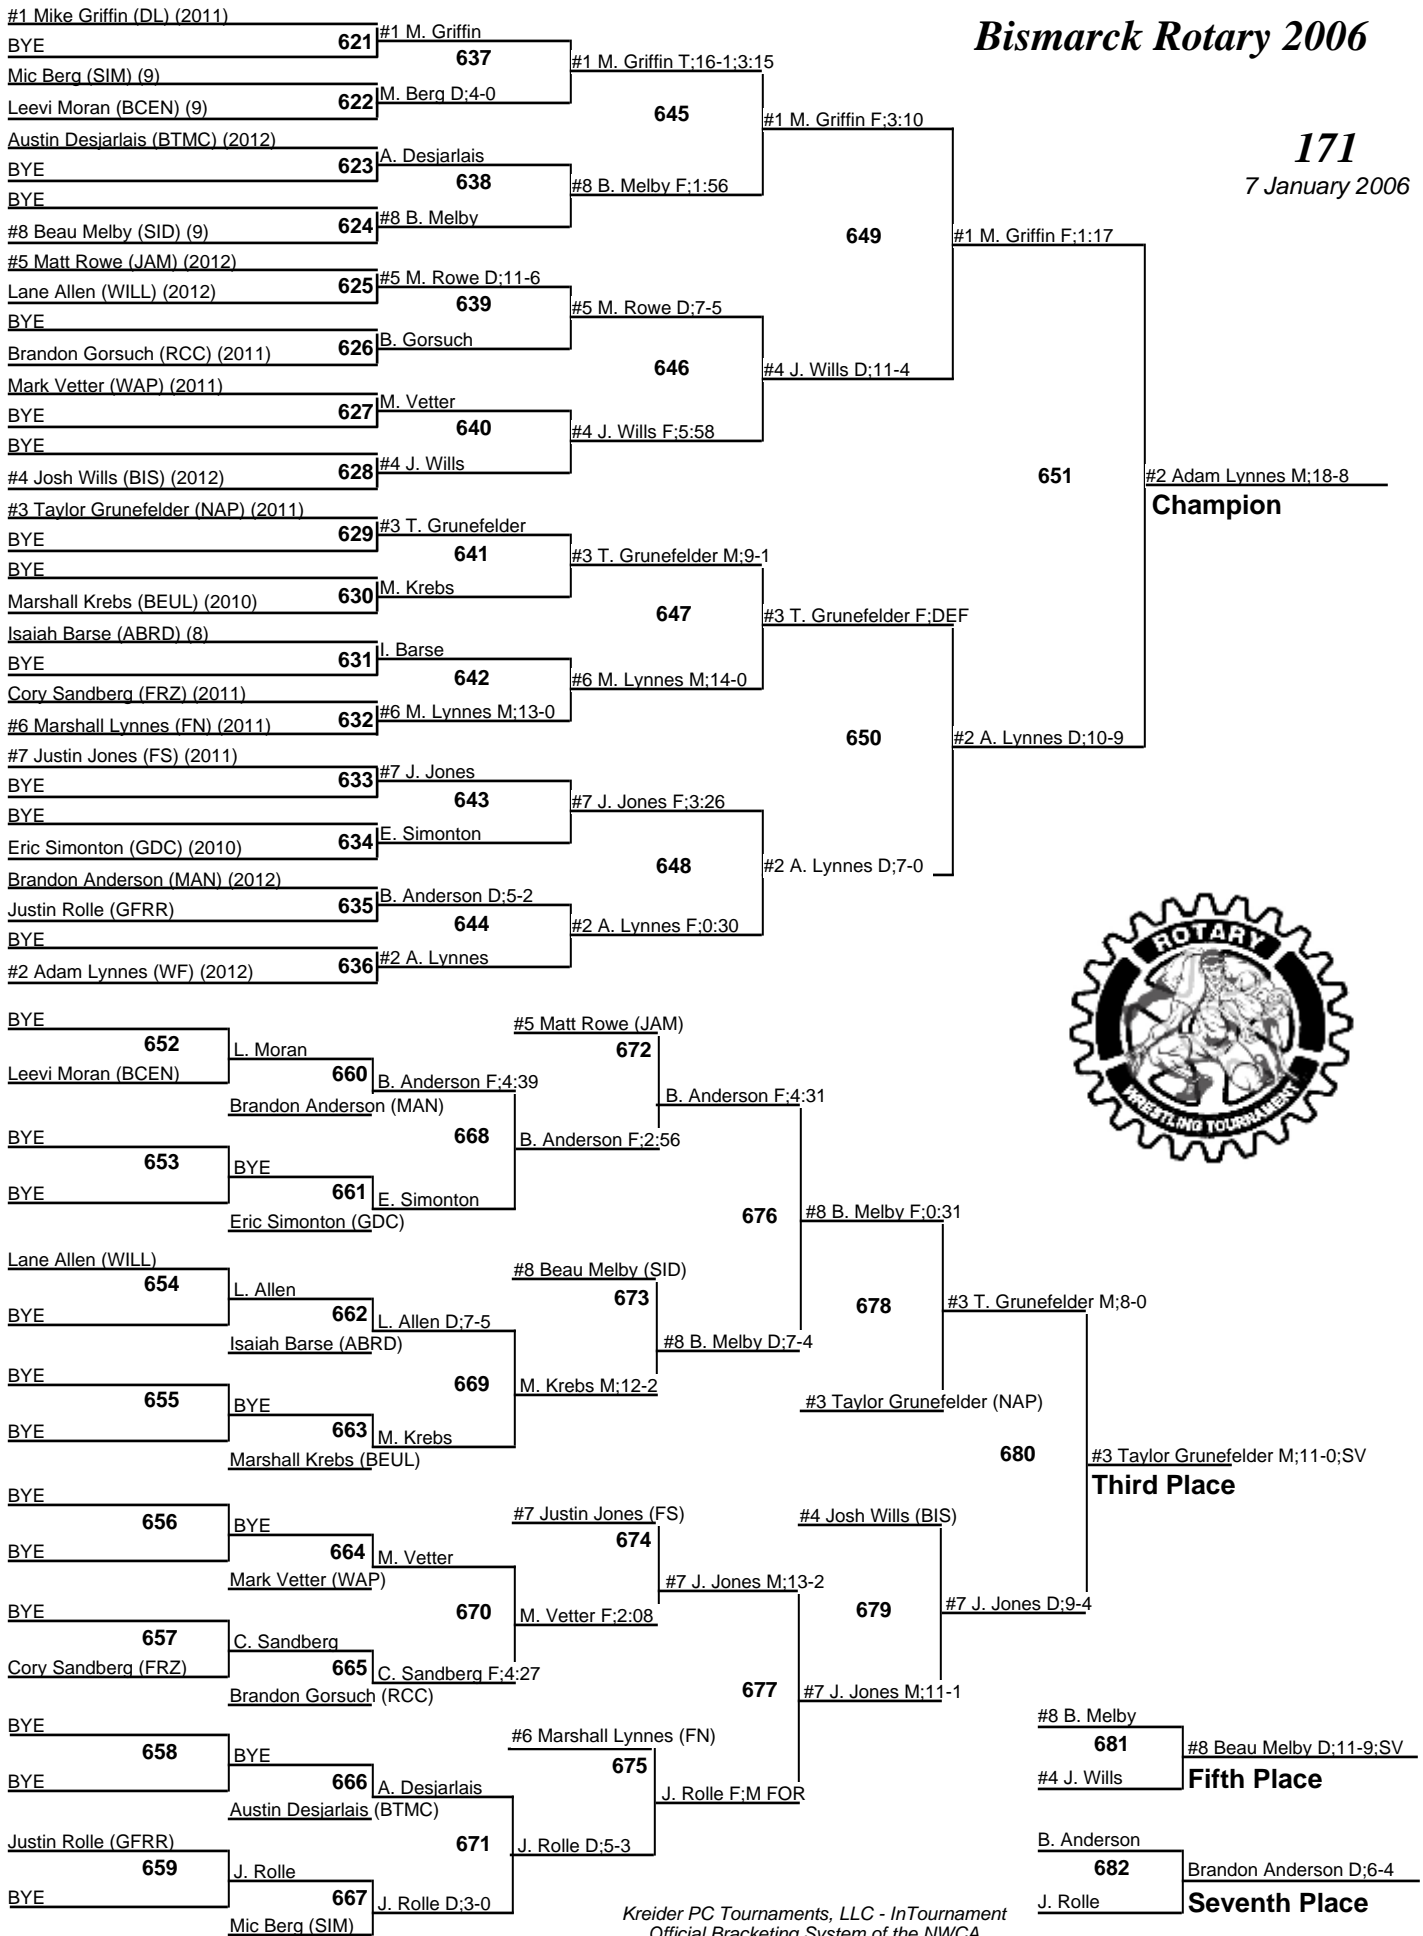 Bismarck Rotary 2006
171
7 January 2006
#1 Mike Griffin (DL) (2011)
BYE
621
Mic Berg (SIM) (9)
Leevi Moran (BCEN) (9)
622
Austin Desjarlais (BTMC) (2012)
BYE
623
BYE
#8 Beau Melby (SID) (9)
624
#5 Matt Rowe (JAM) (2012)
Lane Allen (WILL) (2012)
625
BYE
Brandon Gorsuch (RCC) (2011)
626
Mark Vetter (WAP) (2011)
BYE
627
BYE
#4 Josh Wills (BIS) (2012)
628
#3 Taylor Grunefelder (NAP) (2011)
BYE
629
BYE
Marshall Krebs (BEUL) (2010)
630
Isaiah Barse (ABRD) (8)
BYE
631
Cory Sandberg (FRZ) (2011)
#6 Marshall Lynnes (FN) (2011)
632
#7 Justin Jones (FS) (2011)
BYE
633
BYE
Eric Simonton (GDC) (2010)
634
Brandon Anderson (MAN) (2012)
Justin Rolle (GFRR)
635
BYE
#2 Adam Lynnes (WF) (2012)
636
#1 M. Griffin
637
M. Berg D;4-0
A. Desjarlais
638
#8 B. Melby
#5 M. Rowe D;11-6
639
B. Gorsuch
M. Vetter
640
#4 J. Wills
#3 T. Grunefelder
641
M. Krebs
I. Barse
642
#6 M. Lynnes M;13-0
#7 J. Jones
643
E. Simonton
B. Anderson D;5-2
644
#2 A. Lynnes
#1 M. Griffin T;16-1;3:15
645
#8 B. Melby F;1:56
#5 M. Rowe D;7-5
646
#4 J. Wills F;5:58
#3 T. Grunefelder M;9-1
647
#6 M. Lynnes M;14-0
#7 J. Jones F;3:26
648
#2 A. Lynnes F;0:30
#1 M. Griffin F;3:10
649
#4 J. Wills D;11-4
#3 T. Grunefelder F;DEF
650
#2 A. Lynnes D;7-0
#1 M. Griffin F;1:17
651
#2 A. Lynnes D;10-9
#2 Adam Lynnes M;18-8
Champion
ROTARY
WRESTLING TOURNAMENT
BYE
652
Leevi Moran (BCEN)
BYE
653
BYE
Lane Allen (WILL)
654
BYE
BYE
655
BYE
BYE
656
BYE
BYE
657
Cory Sandberg (FRZ)
BYE
658
BYE
Justin Rolle (GFRR)
659
BYE
L. Moran
660
Brandon Anderson (MAN)
BYE
661
Eric Simonton (GDC)
L. Allen
662
Isaiah Barse (ABRD)
BYE
663
Marshall Krebs (BEUL)
BYE
664
Mark Vetter (WAP)
C. Sandberg
665
Brandon Gorsuch (RCC)
BYE
666
Austin Desjarlais (BTMC)
J. Rolle
667
Mic Berg (SIM)
B. Anderson F;4:39
668
E. Simonton
L. Allen D;7-5
669
M. Krebs
M. Vetter
670
C. Sandberg F;4:27
A. Desjarlais
671
J. Rolle D;3-0
#5 Matt Rowe (JAM)
672
B. Anderson F;2:56
#8 Beau Melby (SID)
673
M. Krebs M;12-2
#7 Justin Jones (FS)
674
M. Vetter F;2:08
#6 Marshall Lynnes (FN)
675
J. Rolle D;5-3
B. Anderson F;4:31
676
#8 B. Melby D;7-4
#7 J. Jones M;13-2
677
J. Rolle F;M FOR
#8 B. Melby F;0:31
678
#3 Taylor Grunefelder (NAP)
#4 Josh Wills (BIS)
679
#7 J. Jones M;11-1
#3 T. Grunefelder M;8-0
680
#7 J. Jones D;9-4
#3 Taylor Grunefelder M;11-0;SV
Third Place
#8 B. Melby
681
#4 J. Wills
#8 Beau Melby D;11-9;SV
Fifth Place
B. Anderson
682
J. Rolle
Brandon Anderson D;6-4
Seventh Place
Kreider PC Tournaments, LLC - InTournament
Official Bracketing System of the NWCA